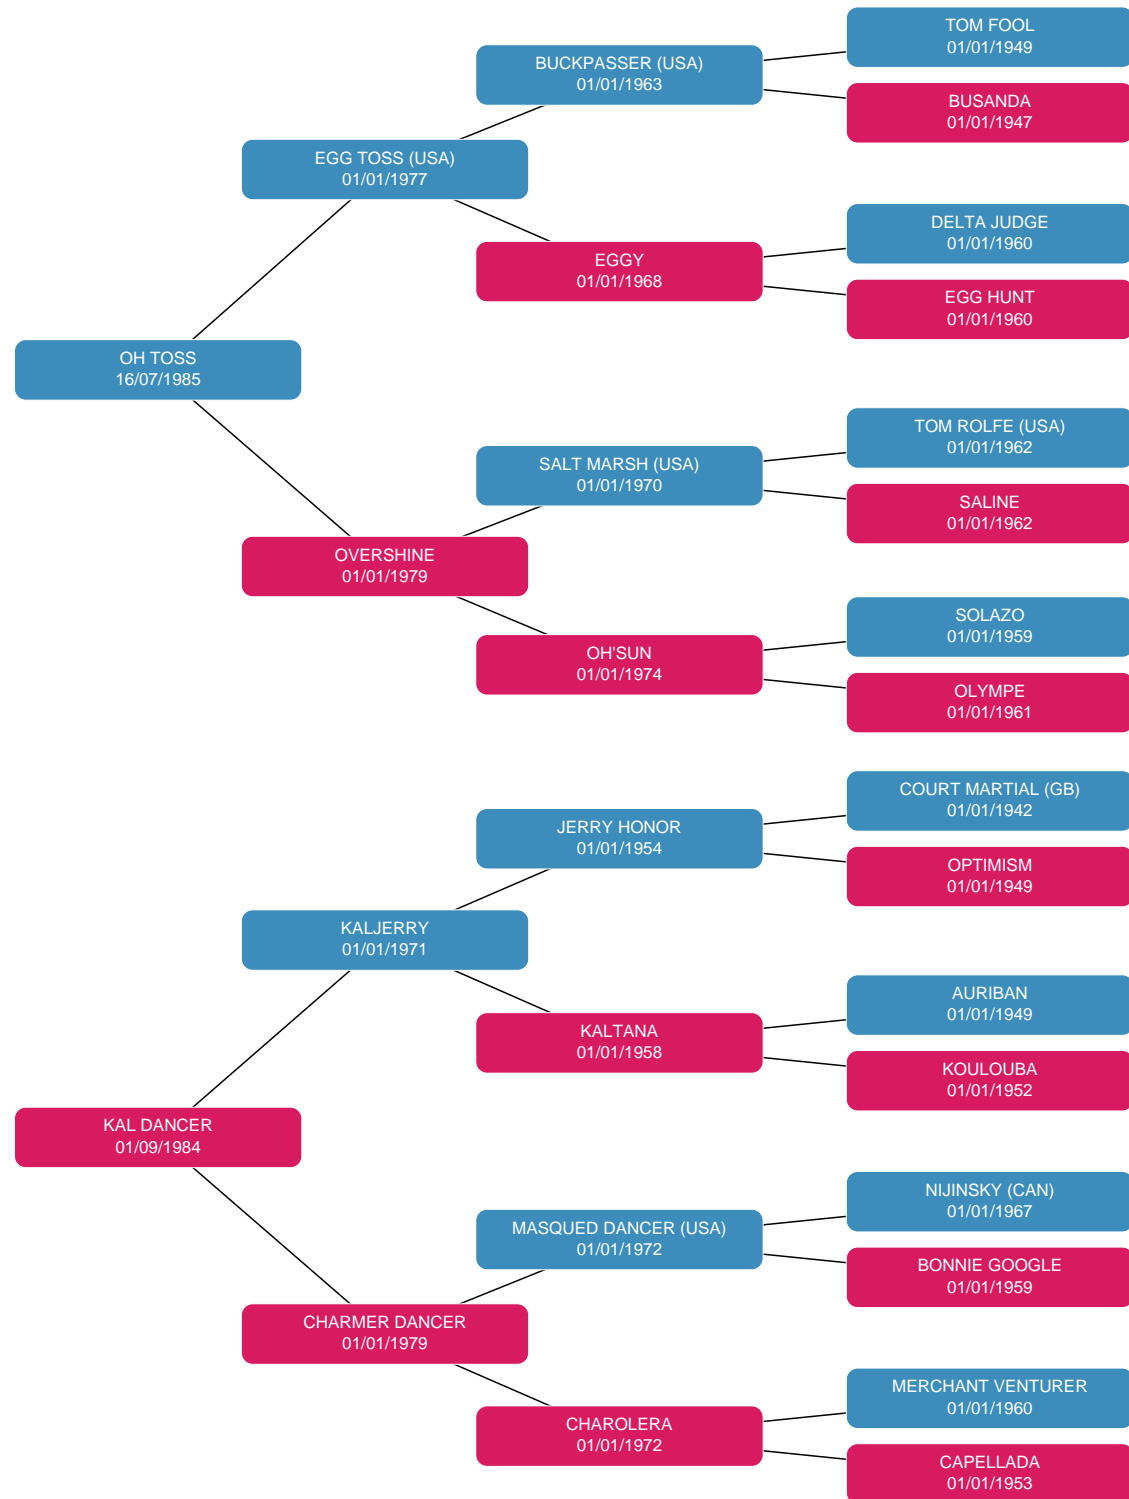 TOM FOOL
01/01/1949
BUCKPASSER (USA)
01/01/1963
BUSANDA
01/01/1947
EGG TOSS (USA)
01/01/1977
DELTA JUDGE
01/01/1960
EGGY
01/01/1968
EGG HUNT
01/01/1960
OH TOSS
16/07/1985
TOM ROLFE (USA)
01/01/1962
SALT MARSH (USA)
01/01/1970
SALINE
01/01/1962
OVERSHINE
01/01/1979
SOLAZO
01/01/1959
OH'SUN
01/01/1974
OLYMPE
01/01/1961
COURT MARTIAL (GB)
01/01/1942
JERRY HONOR
01/01/1954
OPTIMISM
01/01/1949
KALJERRY
01/01/1971
AURIBAN
01/01/1949
KALTANA
01/01/1958
KOULOUBA
01/01/1952
KAL DANCER
01/09/1984
NIJINSKY (CAN)
01/01/1967
MASQUED DANCER (USA)
01/01/1972
BONNIE GOOGLE
01/01/1959
CHARMER DANCER
01/01/1979
MERCHANT VENTURER
01/01/1960
CHAROLERA
01/01/1972
CAPELLADA
01/01/1953